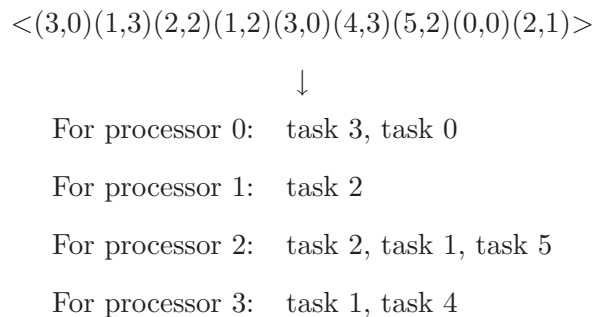 <(3,0)(1,3)(2,2)(1,2)(3,0)(4,3)(5,2)(0,0)(2,1)>
↓
For processor 0: task 3, task 0
For processor 1: task 2
For processor 2: task 2, task 1, task 5
For processor 3: task 1, task 4